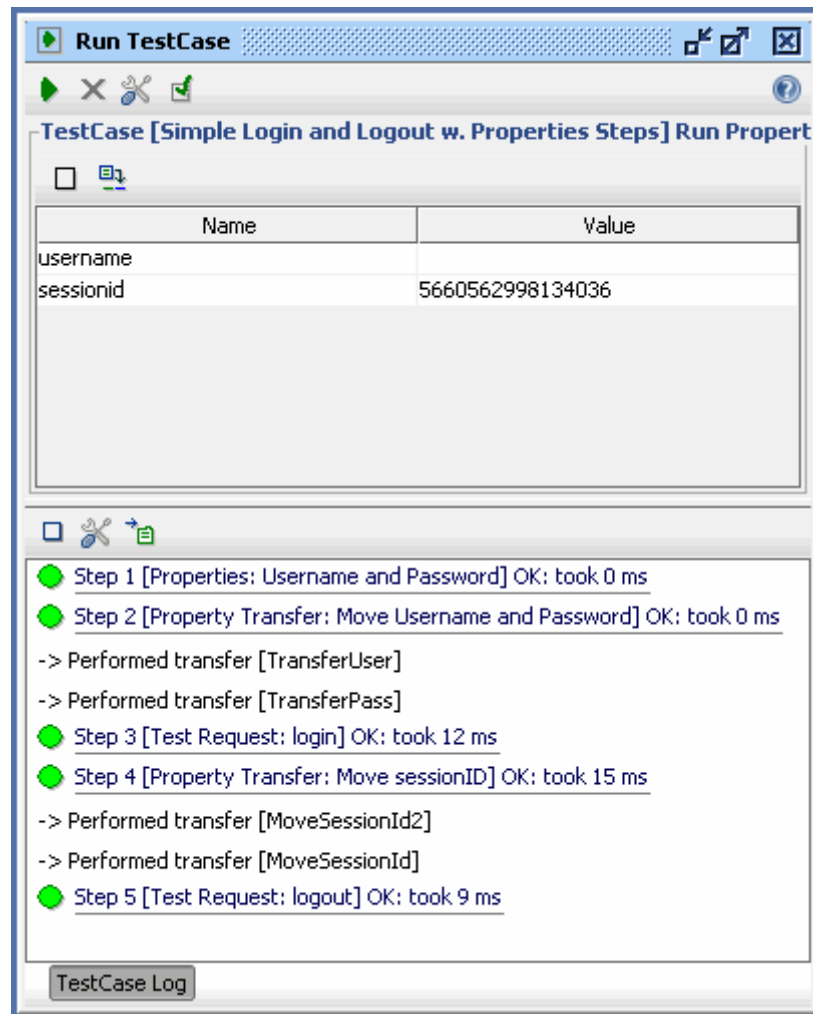 Run TestCase
TestCase [Simple Login and Logout w. Properties Steps] Run Propert
Name Value
username
sessionid 5660562998134036
Step 1 [Properties: Username and Password] OK: took 0 ms
Step 2 [Property Transfer: Move Username and Password] OK: took 0 ms
-> Performed transfer [TransferUser]
-> Performed transfer [TransferPass]
Step 3 [Test Request: login] OK: took 12 ms
Step 4 [Property Transfer: Move sessionID] OK: took 15 ms
-> Performed transfer [MoveSessionId2]
-> Performed transfer [MoveSessionId]
Step 5 [Test Request: logout] OK: took 9 ms
TestCase Log